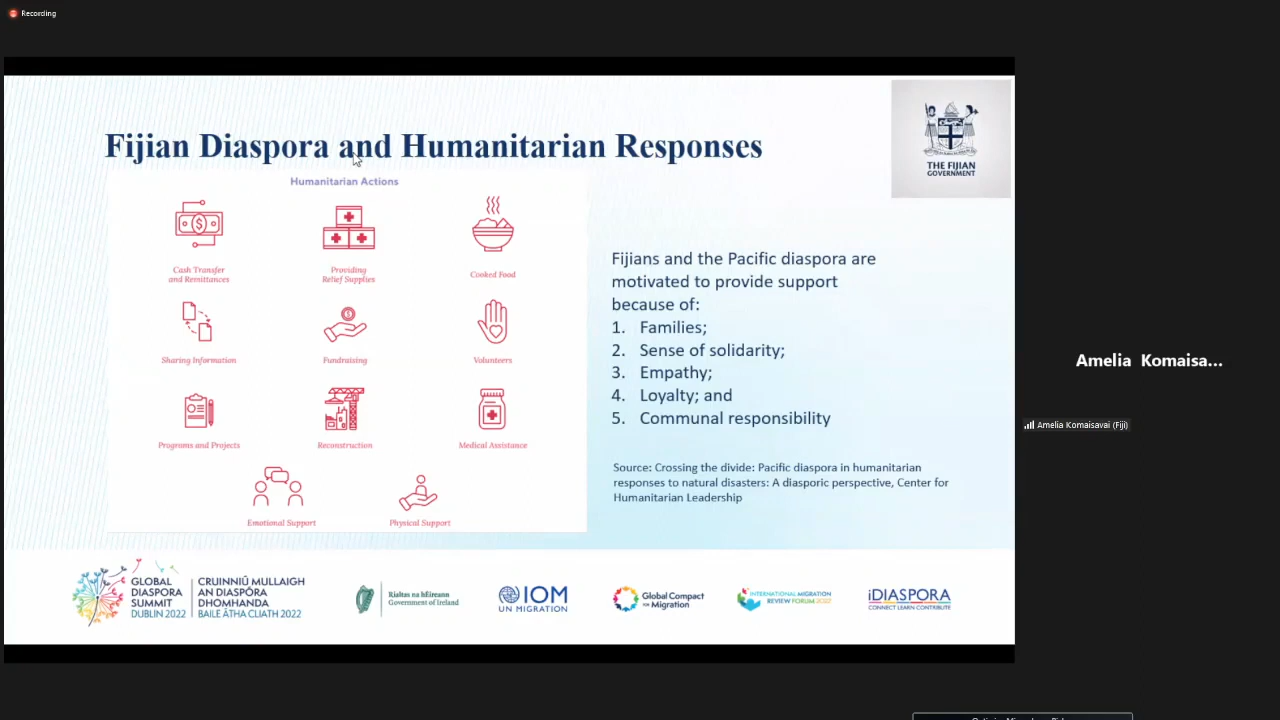 Recording
Fijian Diaspora and Humanitarian Responses
THE FIJIAN
GOVERNMENT
Humanitarian Actions
Cash Transfer
and Remittances
Providing
Relief Supplies
Cooked Food
Sharing Information
Fundraising
Volunteers
Programs and Projects
Reconstruction
Medical Assistance
Emotional Support
Physical Support
Fijians and the Pacific diaspora are
motivated to provide support
because of:
1. Families;
2. Sense of solidarity;
3. Empathy;
4. Loyalty; and
5. Communal responsibility
Source: Crossing the divide: Pacific diaspora in humanitarian
responses to natural disasters: A diasporic perspective, Center for
Humanitarian Leadership
Amelia Komaisa...
Amelia Komaisavai (Fiji)
GLOBAL
DIASPORA
SUMMIT
DUBLIN 2022
CRUINNIÚ MULLAIGH
AN DIASPÓRA
DHOMHANDA
BAILE ÁTHA CLIATH 2022
Rialtas na hÉireann
Government of Ireland
IOM
UN MIGRATION
Global Compact
for Migration
INTERNATIONAL MIGRATION
REVIEW FORUM 2022
iDIASPORA
CONNECT LEARN CONTRIBUTE